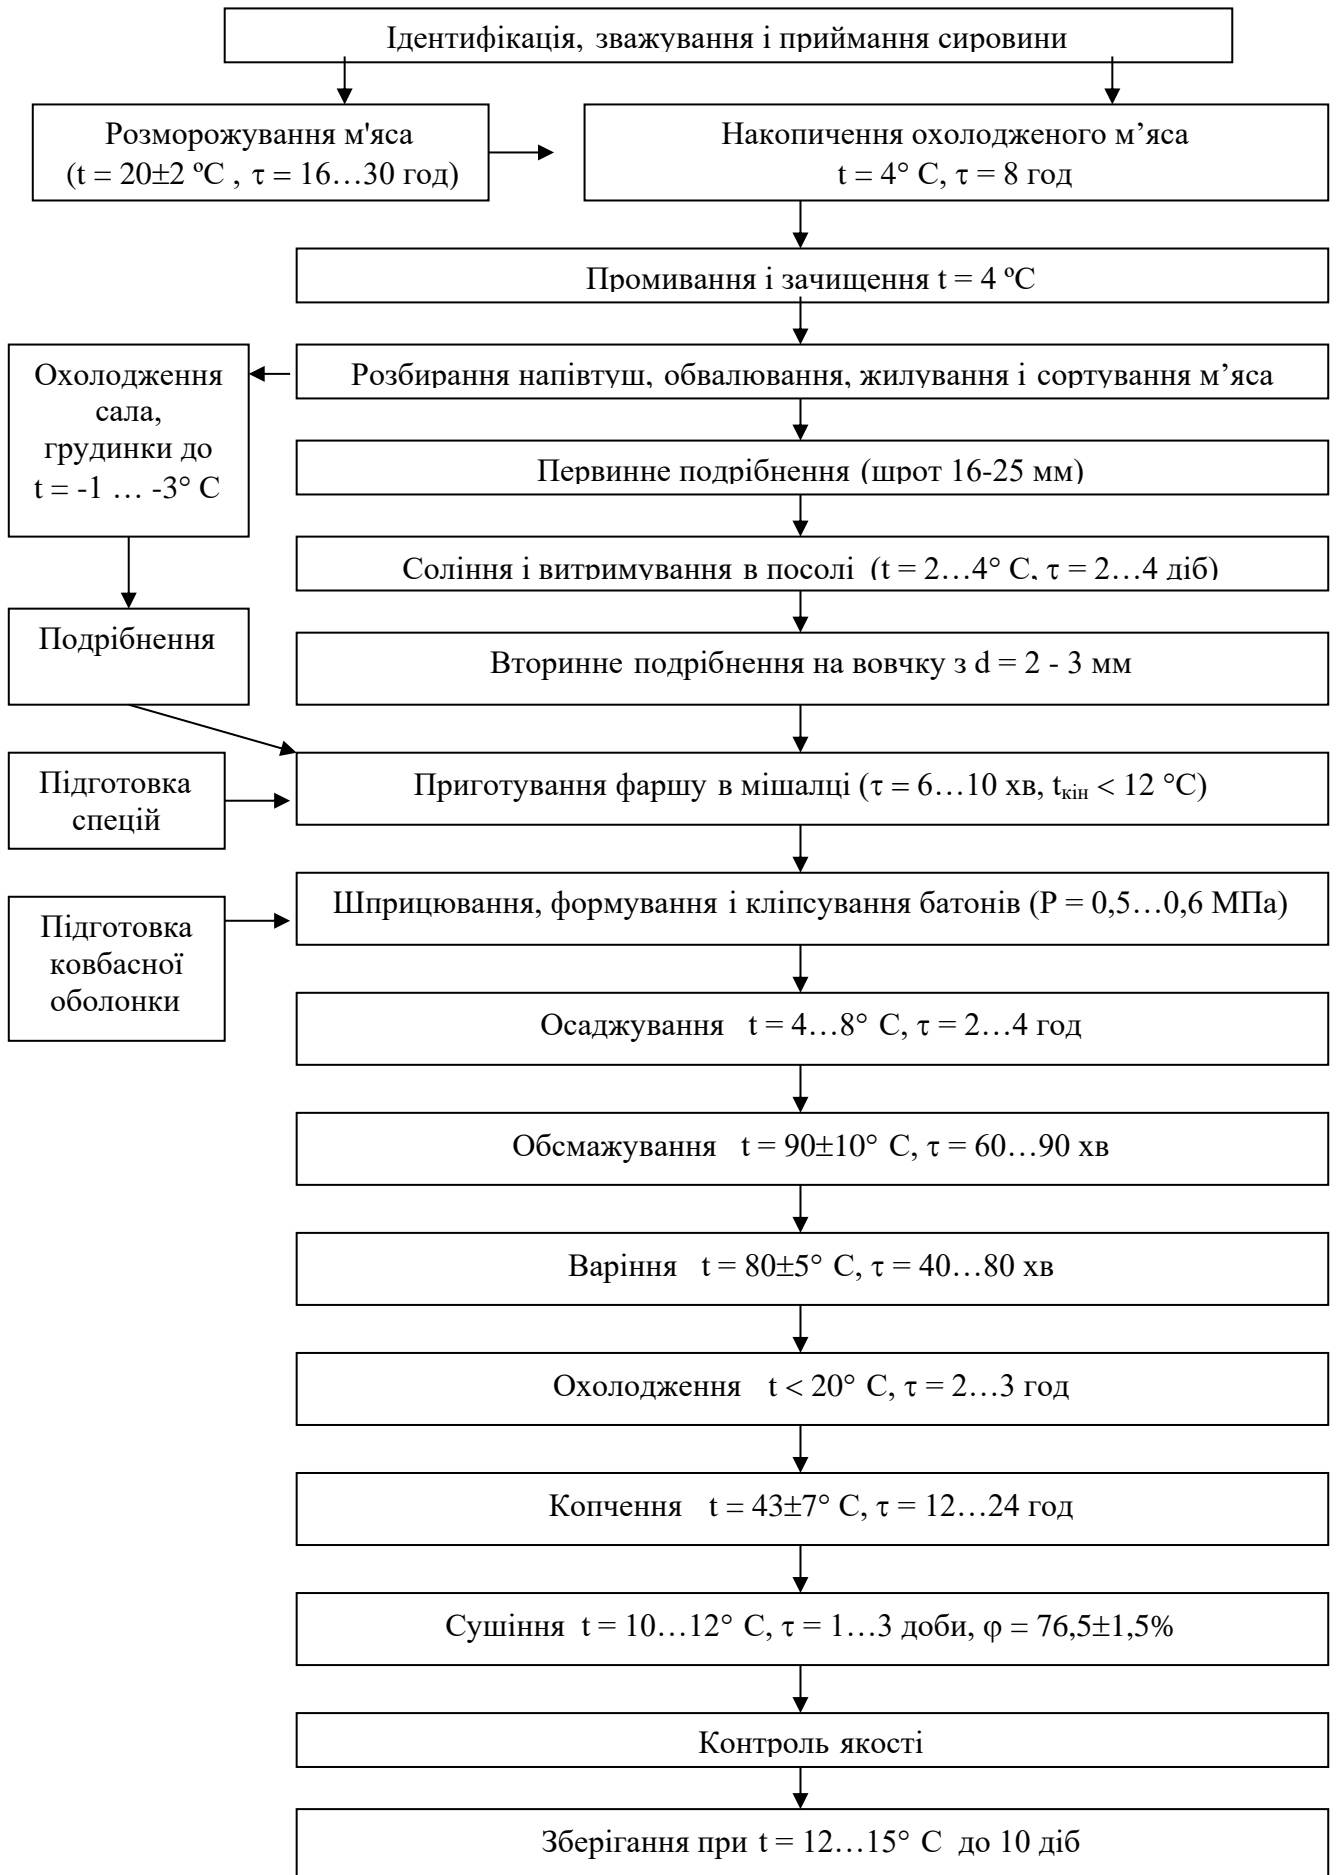 Ідентифікація, зважування і приймання сировини
Розморожування м'яса
(t = 20±2 ºС , τ = 16…30 год)
Накопичення охолодженого м’яса
t = 4° С, τ = 8 год
Промивання і зачищення t = 4 ºС
Охолодження
сала,
грудинки до
t = -1 … -3° С
Розбирання напівтуш, обвалювання, жилування і сортування м’яса
Первинне подрібнення (шрот 16-25 мм)
Соління і витримування в посолі (t = 2…4° С, τ = 2…4 діб)
Подрібнення
Вторинне подрібнення на вовчку з d = 2 - 3 мм
Підготовка
спецій
Приготування фаршу в мішалці (τ = 6…10 хв, tкін < 12 °С)
Підготовка
ковбасної
оболонки
Шприцювання, формування і кліпсування батонів (Р = 0,5…0,6 МПа)
Осаджування t = 4…8° С, τ = 2…4 год
Обсмажування t = 90±10° С, τ = 60…90 хв
Варіння t = 80±5° С, τ = 40…80 хв
Охолодження t < 20° С, τ = 2…3 год
Копчення t = 43±7° С, τ = 12…24 год
Сушіння t = 10…12° С, τ = 1…3 доби, φ = 76,5±1,5%
Контроль якості
Зберігання при t = 12…15° С до 10 діб